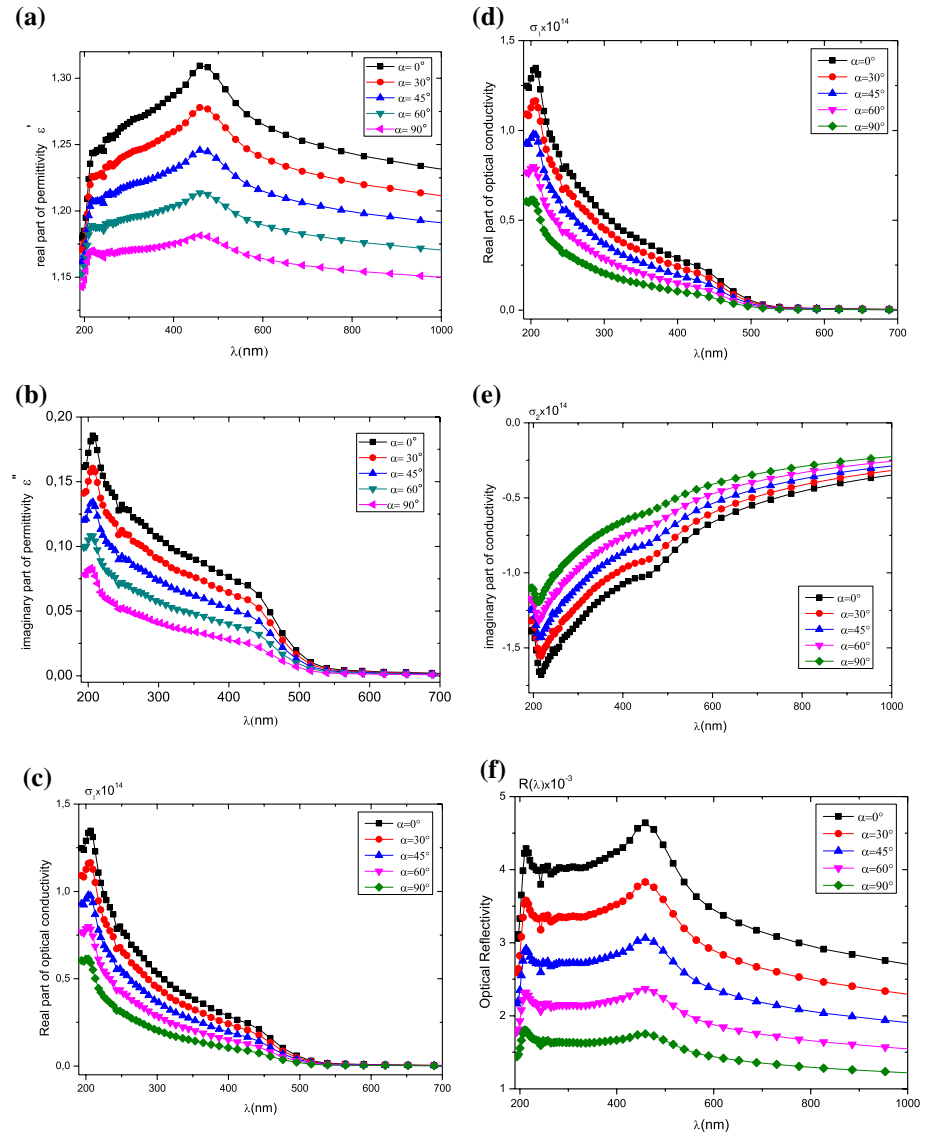 (a)
real part of permittivity ε'
1,30
1,25
1,20
1,15
200 400 600 800 1000
λ(nm)
α= 0°
α= 30°
α= 45°
α= 60°
α= 90°
(d)
σ₁x10¹⁴
Real part of optical conductivity
1,5
1,0
0,5
0,0
200 300 400 500 600 700
λ(nm)
α=0°
α=30°
α=45°
α=60°
α=90°
(b)
imaginary part of permittivity ε"
0,20
0,15
0,10
0,05
0,00
200 300 400 500 600 700
λ(nm)
α= 0°
α= 30°
α= 45°
α= 60°
α= 90°
(e)
σ₂x10¹⁴
imaginary part of conductivity
0,0
-0,5
-1,0
-1,5
200 400 600 800 1000
λ(nm)
α=0°
α=30°
α=45°
α=60°
α=90°
(c)
σ₁x10¹⁴
Real part of optical conductivity
1,5
1,0
0,5
0,0
200 300 400 500 600 700
λ(nm)
α=0°
α=30°
α=45°
α=60°
α=90°
(f)
R(λ)x10⁻³
Optical Reflectivity
5
4
3
2
1
200 400 600 800 1000
λ(nm)
α=0°
α=30°
α=45°
α=60°
α=90°